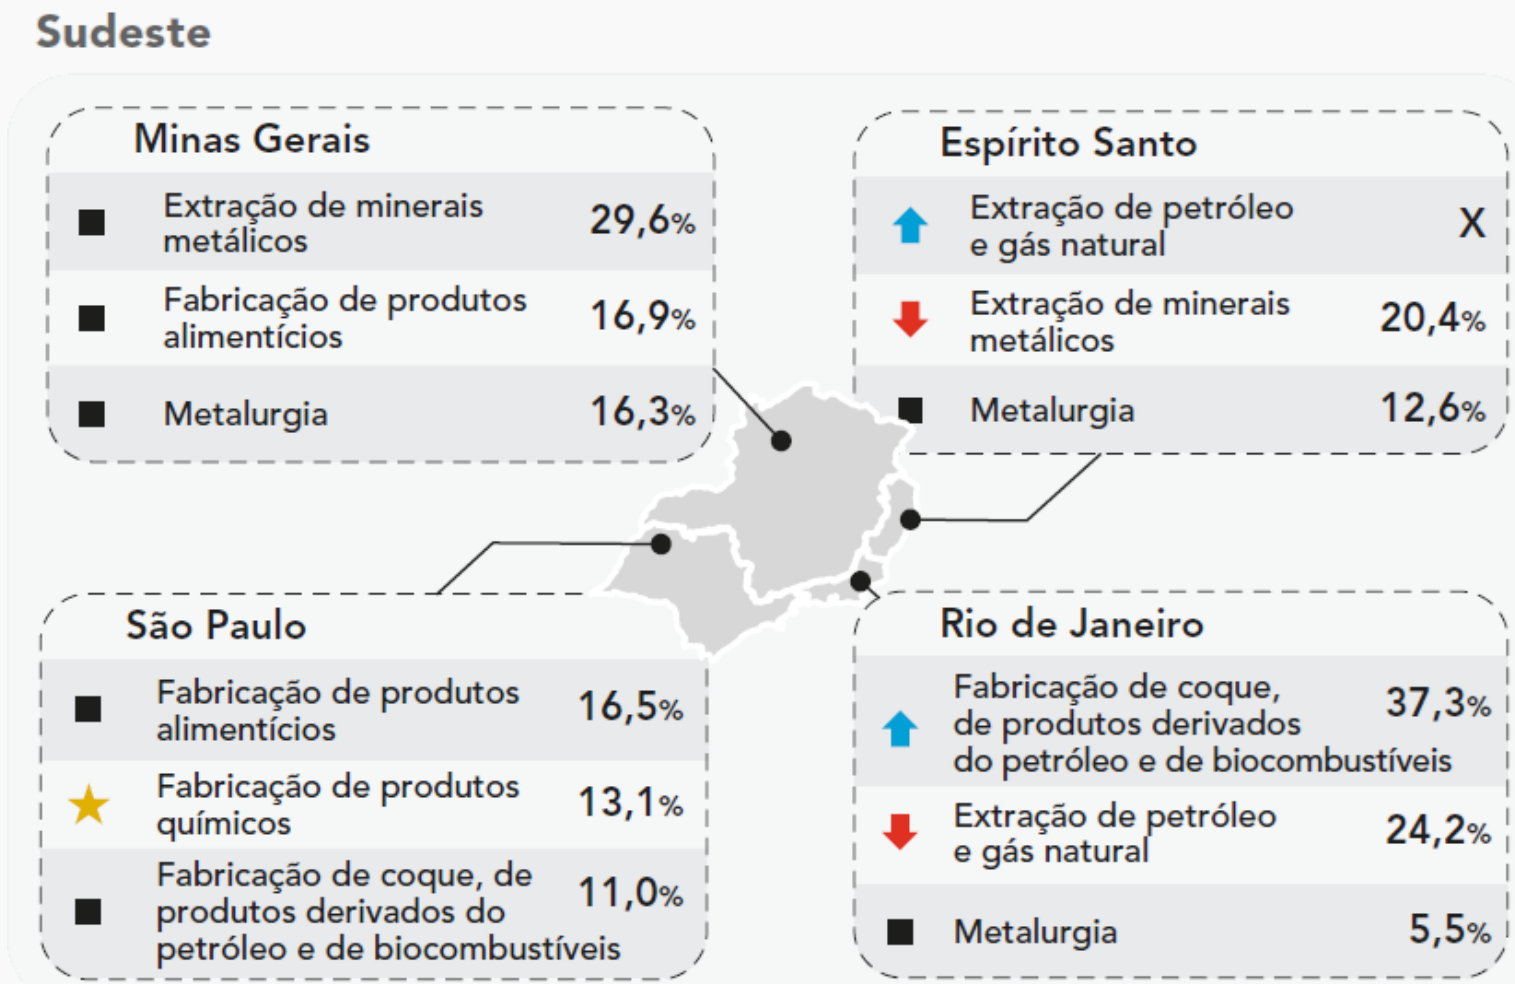 Sudeste
Minas Gerais
Extração de minerais
metálicos
29,6%
Fabricação de produtos
alimentícios
16,9%
Metalurgia
16,3%
Espírito Santo
Extração de petróleo
e gás natural
X
Extração de minerais
metálicos
20,4%
Metalurgia
12,6%
São Paulo
Fabricação de produtos
alimentícios
16,5%
Fabricação de produtos
químicos
13,1%
Fabricação de coque, de
produtos derivados do
petróleo e de biocombustíveis
11,0%
Rio de Janeiro
Fabricação de coque,
de produtos derivados
do petróleo e de biocombustíveis
37,3%
Extração de petróleo
e gás natural
24,2%
Metalurgia
5,5%